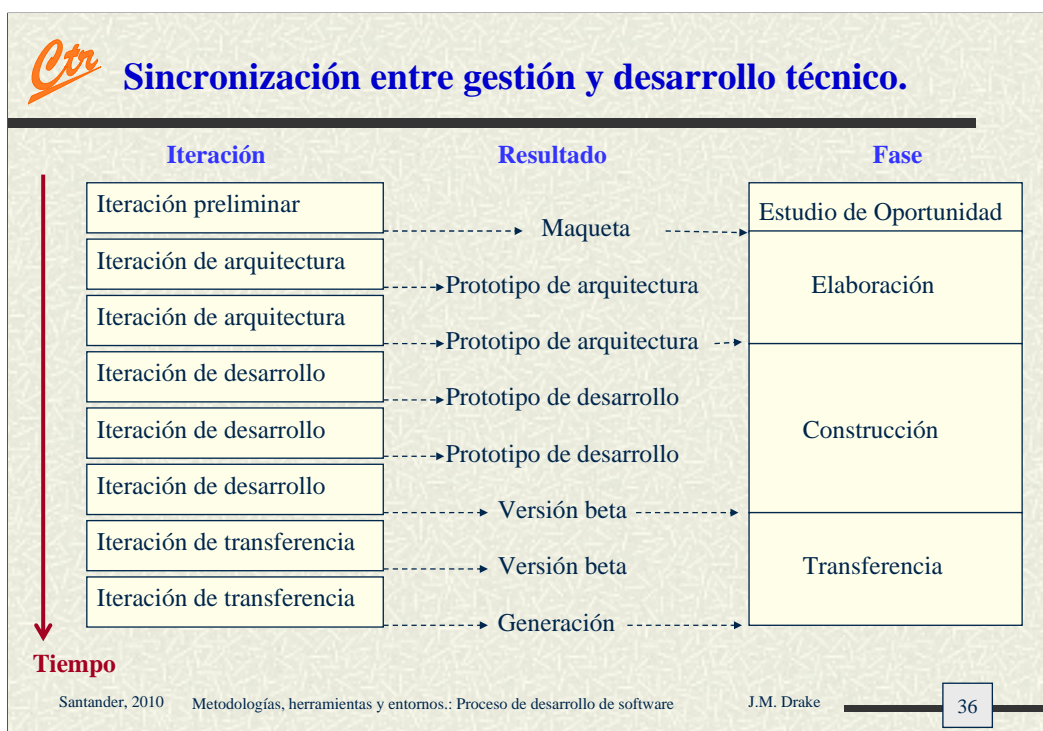 Ctr
Sincronización entre gestión y desarrollo técnico.
Iteración
Resultado
Fase
Iteración preliminar
Iteración de arquitectura
Iteración de arquitectura
Iteración de desarrollo
Iteración de desarrollo
Iteración de desarrollo
Iteración de transferencia
Iteración de transferencia
Maqueta
Prototipo de arquitectura
Prototipo de arquitectura
Prototipo de desarrollo
Prototipo de desarrollo
Versión beta
Versión beta
Generación
Estudio de Oportunidad
Elaboración
Construcción
Transferencia
Tiempo
Santander, 2010
Metodologías, herramientas y entornos.: Proceso de desarrollo de software
J.M. Drake
36